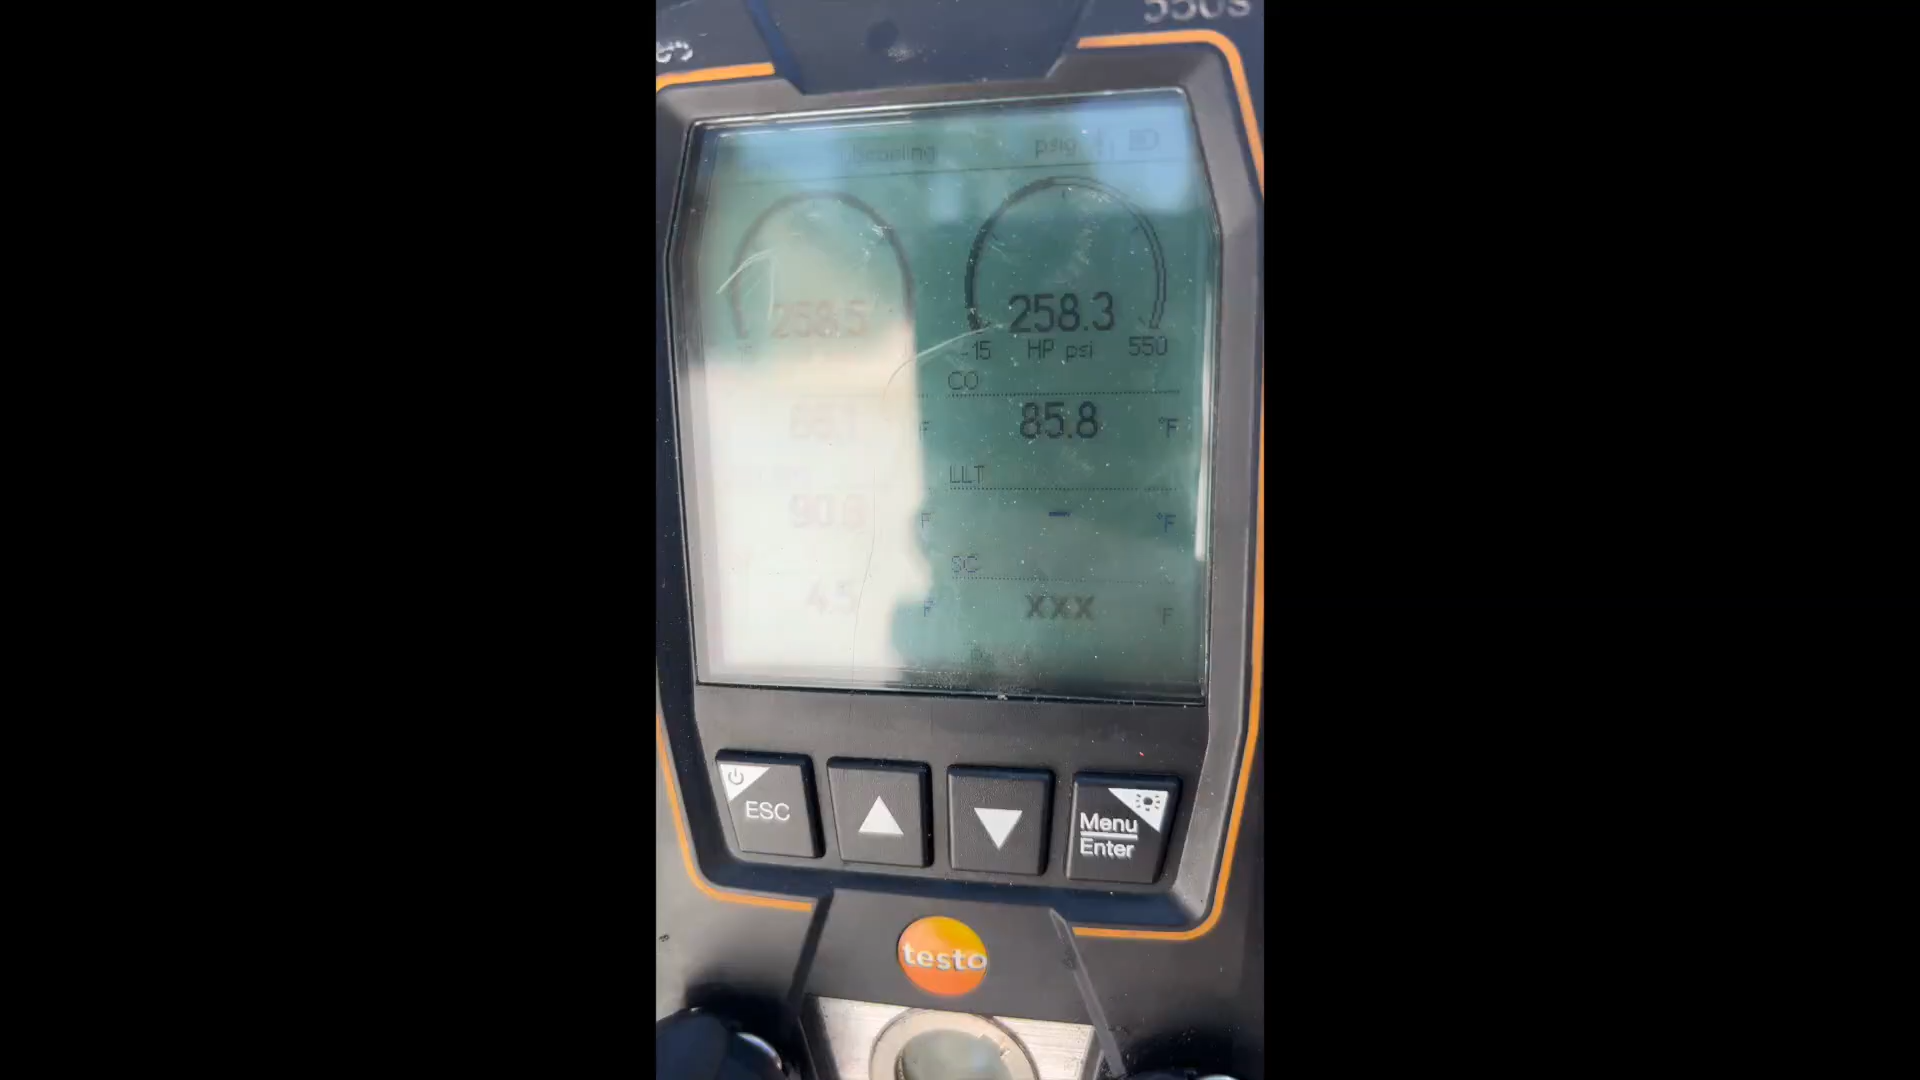 550s
psig
258.5 258.3
-15 HP psi 550
CO
85.8 °F
LLT
90.6 °F – °F
SC
4.5 °F xxx °F
ESC
Menu
Enter
testo